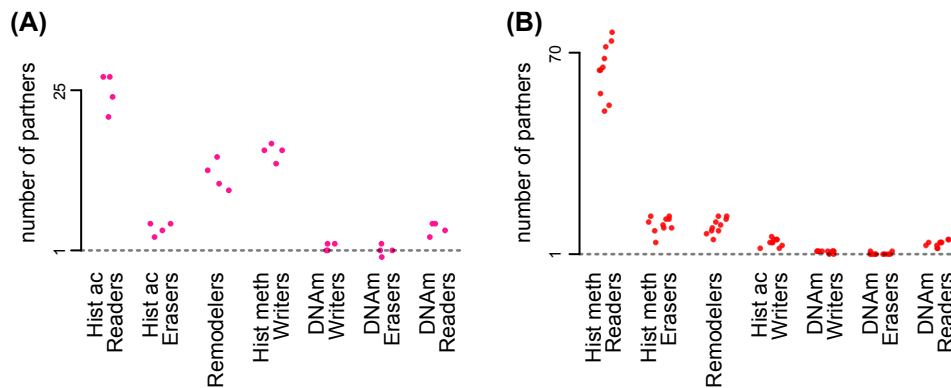 (A)
number of partners
25
1
Hist ac
Readers
Hist ac
Erasers
Remodelers
Hist meth
Writers
DNAm
Writers
DNAm
Erasers
DNAm
Readers
(B)
number of partners
70
1
Hist meth
Readers
Hist meth
Erasers
Remodelers
Hist ac
Writers
DNAm
Writers
DNAm
Erasers
DNAm
Readers